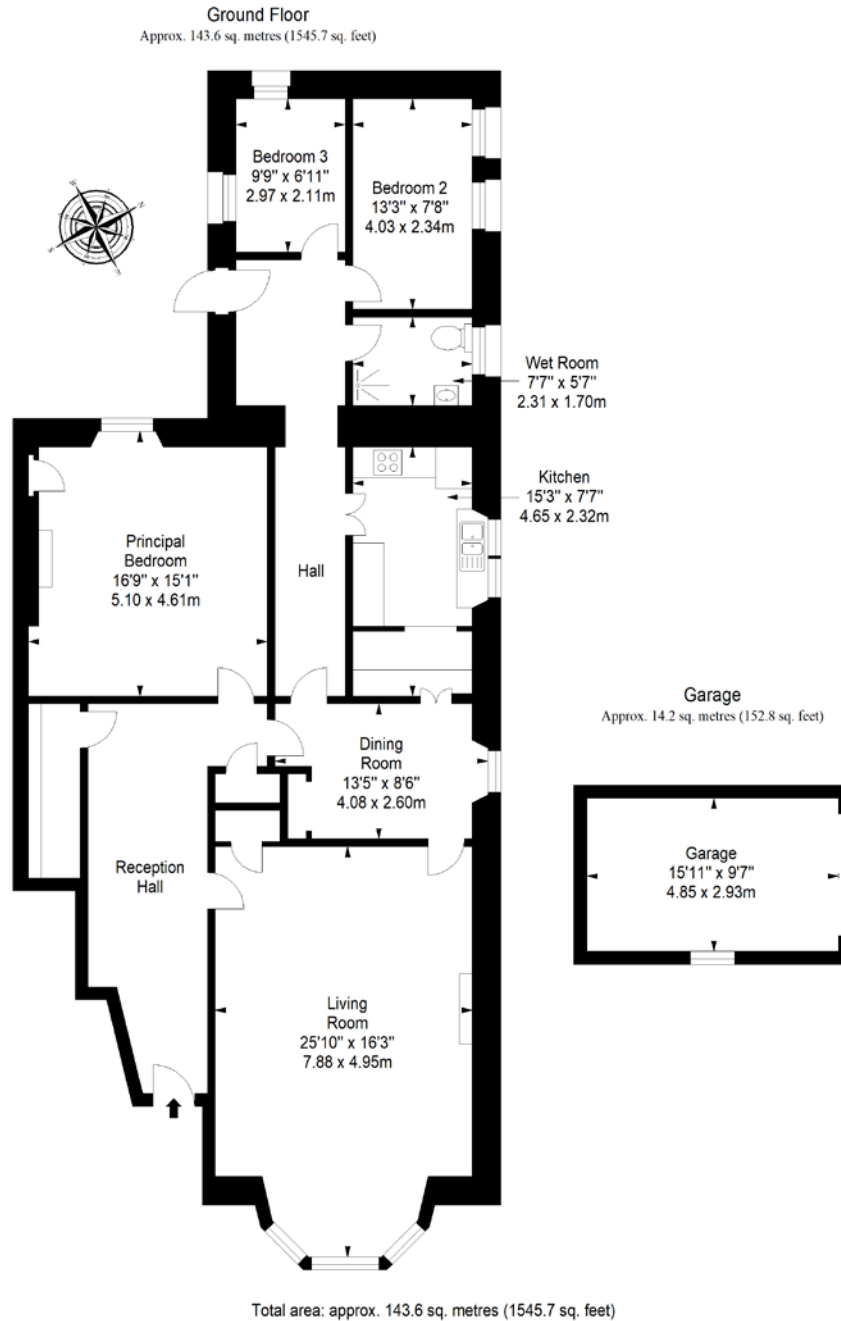 Ground Floor
Approx. 143.6 sq. metres (1545.7 sq. feet)
Bedroom 3
9'9" x 6'11"
2.97 x 2.11m
Bedroom 2
13'3" x 7'8"
4.03 x 2.34m
W
N
S
E
Wet Room
7'7" x 5'7"
2.31 x 1.70m
Kitchen
15'3" x 7'7"
4.65 x 2.32m
Principal
Bedroom
16'9" x 15'1"
5.10 x 4.61m
Hall
Garage
Approx. 14.2 sq. metres (152.8 sq. feet)
Dining
Room
13'5" x 8'6"
4.08 x 2.60m
Garage
15'11" x 9'7"
4.85 x 2.93m
Reception
Hall
Living
Room
25'10" x 16'3"
7.88 x 4.95m
Total area: approx. 143.6 sq. metres (1545.7 sq. feet)